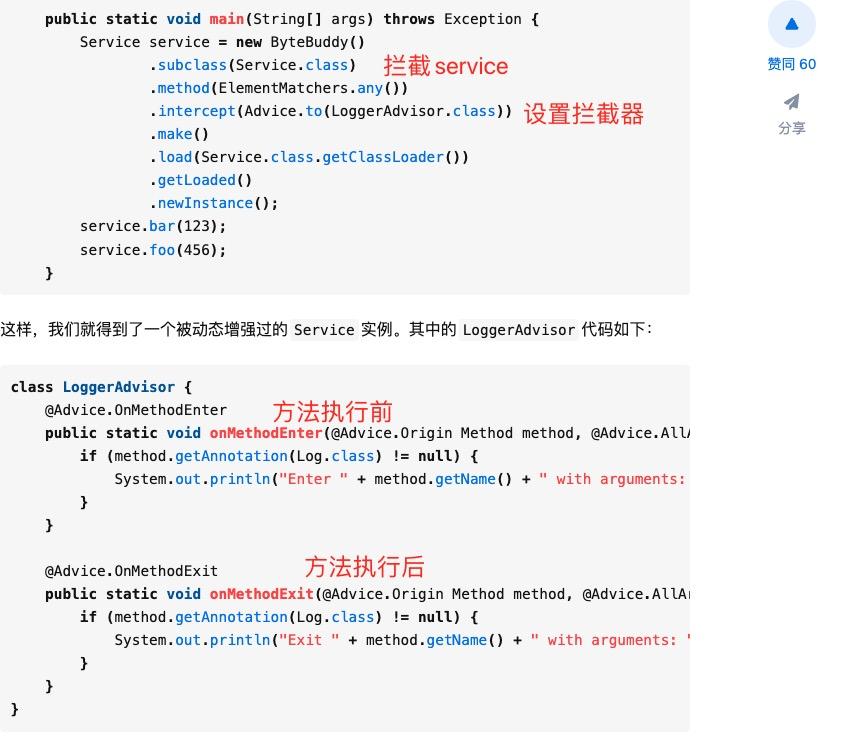 public static void main(String[] args) throws Exception {
Service service = new ByteBuddy()
.subclass(Service.class) 拦截service
.method(ElementMatchers.any())
.intercept(Advice.to(LoggerAdvisor.class)) 设置拦截器
.make()
.load(Service.class.getClassLoader())
.getLoaded()
.newInstance();
service.bar(123);
service.foo(456);
}
赞同 60
分享
这样，我们就得到了一个被动态增强过的 Service 实例。其中的 LoggerAdvisor 代码如下：
class LoggerAdvisor {
@Advice.OnMethodEnter 方法执行前
public static void onMethodEnter(@Advice.Origin Method method, @Advice.AllA
if (method.getAnnotation(Log.class) != null) {
System.out.println("Enter " + method.getName() + " with arguments:
}
}
@Advice.OnMethodExit 方法执行后
public static void onMethodExit(@Advice.Origin Method method, @Advice.AllAr
if (method.getAnnotation(Log.class) != null) {
System.out.println("Exit " + method.getName() + " with arguments: "
}
}
}